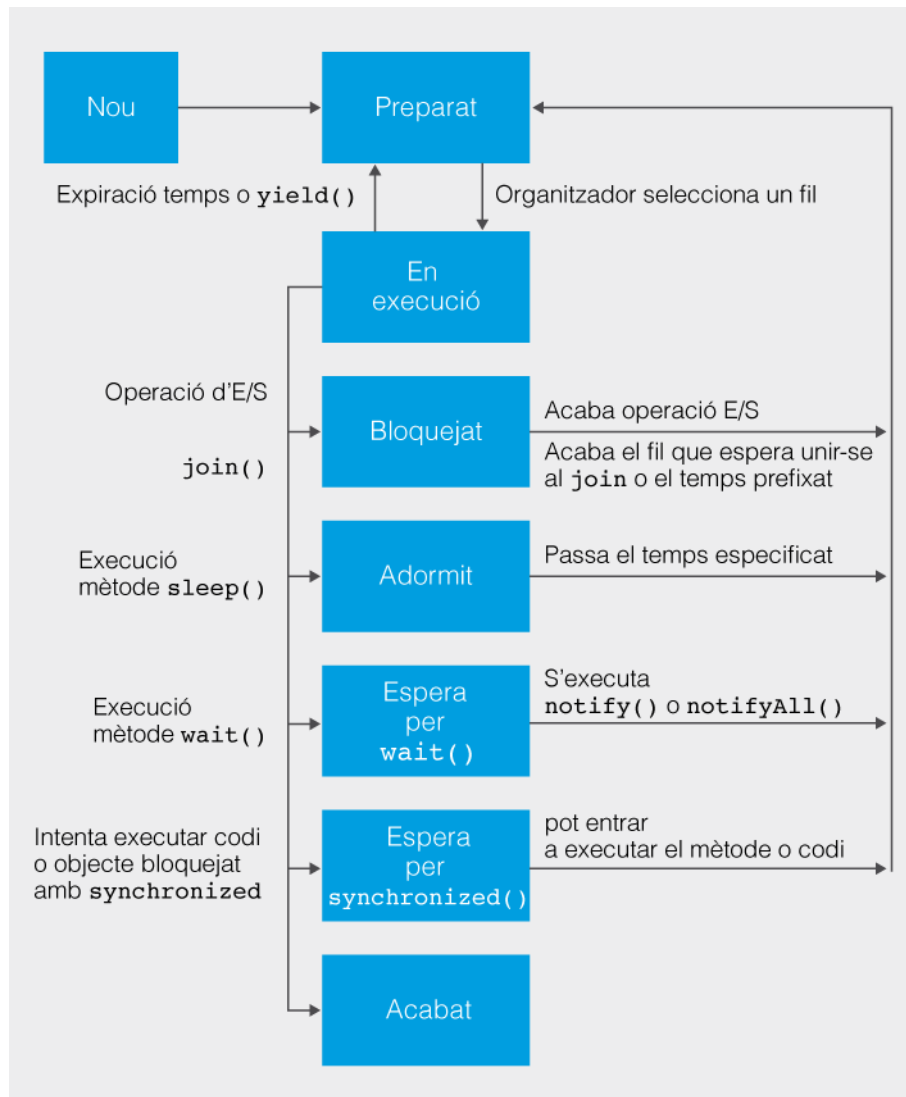 Nou
Preparat
Expiració temps o yield()
Organitzador selecciona un fil
En
execució
Operació d'E/S
join()
Bloquejat
Acaba operació E/S
Acaba el fil que espera unir-se
al join o el temps prefixat
Execució
mètode sleep()
Adormit
Passa el temps especificat
Execució
mètode wait()
Espera
per
wait()
S'executa
notify() o notifyAll()
Intenta executar codi
o objecte bloquejat
amb synchronized
Espera
per
synchronized()
pot entrar
a executar el mètode o codi
Acabat